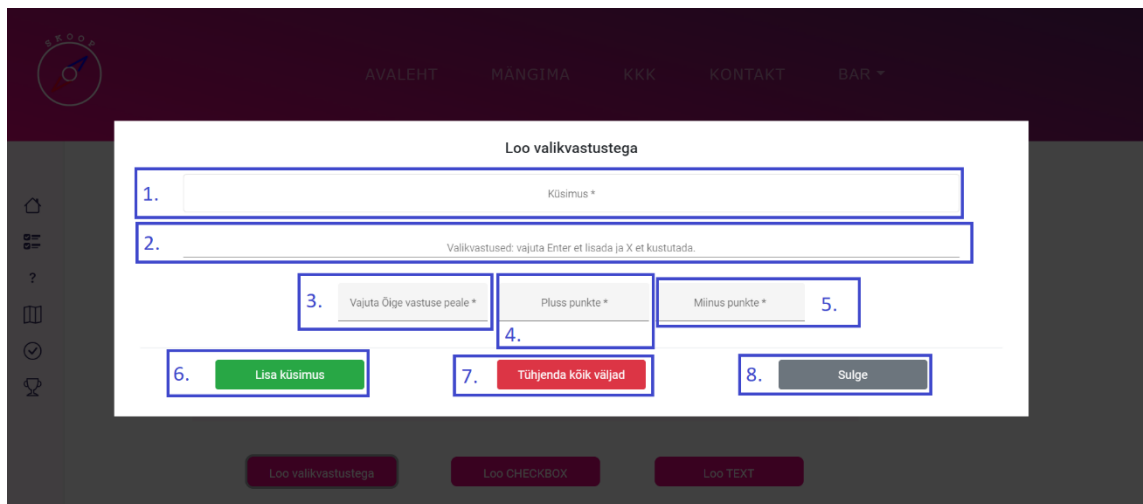 SKOOP
AVALEHT MÄNGIMA KKK KONTAKT BAR
Loo valikvastustega
1. Küsimus *
2. Valikvastused: vajuta Enter et lisada ja X et kustutada.
3. Vajuta Õige vastuse peale * Pluss punkte * Miinus punkte * 5.
4.
6. Lisa küsimus 7. Tühjenda kõik väljad 8. Sulge
?
Loo valikvastustega Loo CHECKBOX Loo TEXT